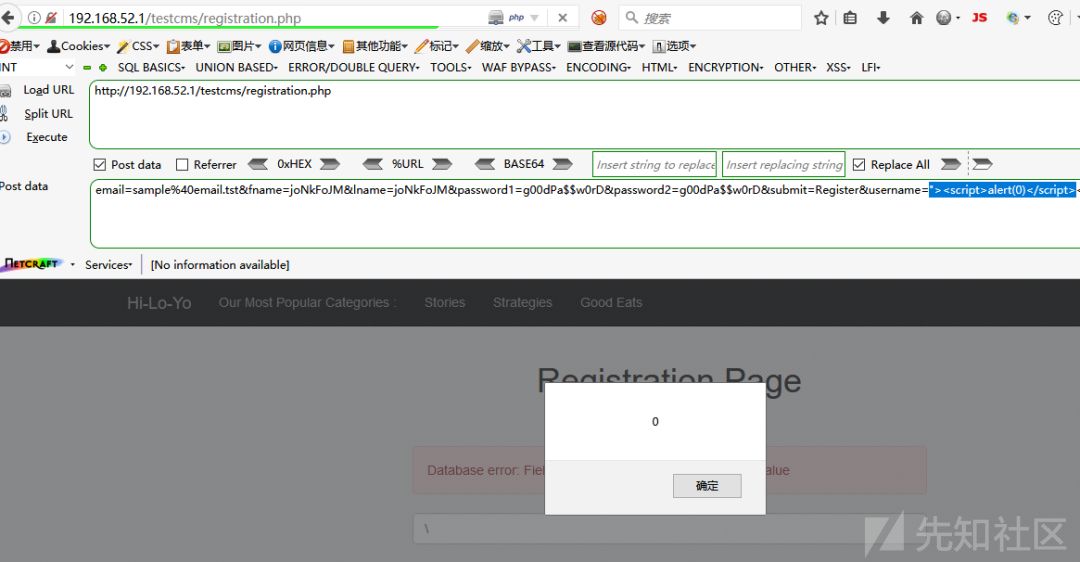 192.168.52.1/testcms/registration.php
php
搜索
JS
禁用 Cookies CSS 表单 图片 网页信息 其他功能 标记 缩放 工具 查看源代码 选项
INT SQL BASICS UNION BASED ERROR/DOUBLE QUERY TOOLS WAF BYPASS ENCODING HTML ENCRYPTION OTHER XSS LFI
Load URL
http://192.168.52.1/testcms/registration.php
Split URL
Execute
Post data Referrer 0xHEX %URL BASE64 Insert string to replace Insert replacing string Replace All
Post data
email=sample%40email.tst&fname=joNkFoJM&lname=joNkFoJM&password1=g00dPa$$w0rD&password2=g00dPa$$w0rD&submit=Register&username="><script>alert(0)</script><
NETCRAFT Services [No information available]
Hi-Lo-Yo Our Most Popular Categories : Stories Strategies Good Eats
Registration Page
0
Database error: Fiel alue
确定
\
先知社区